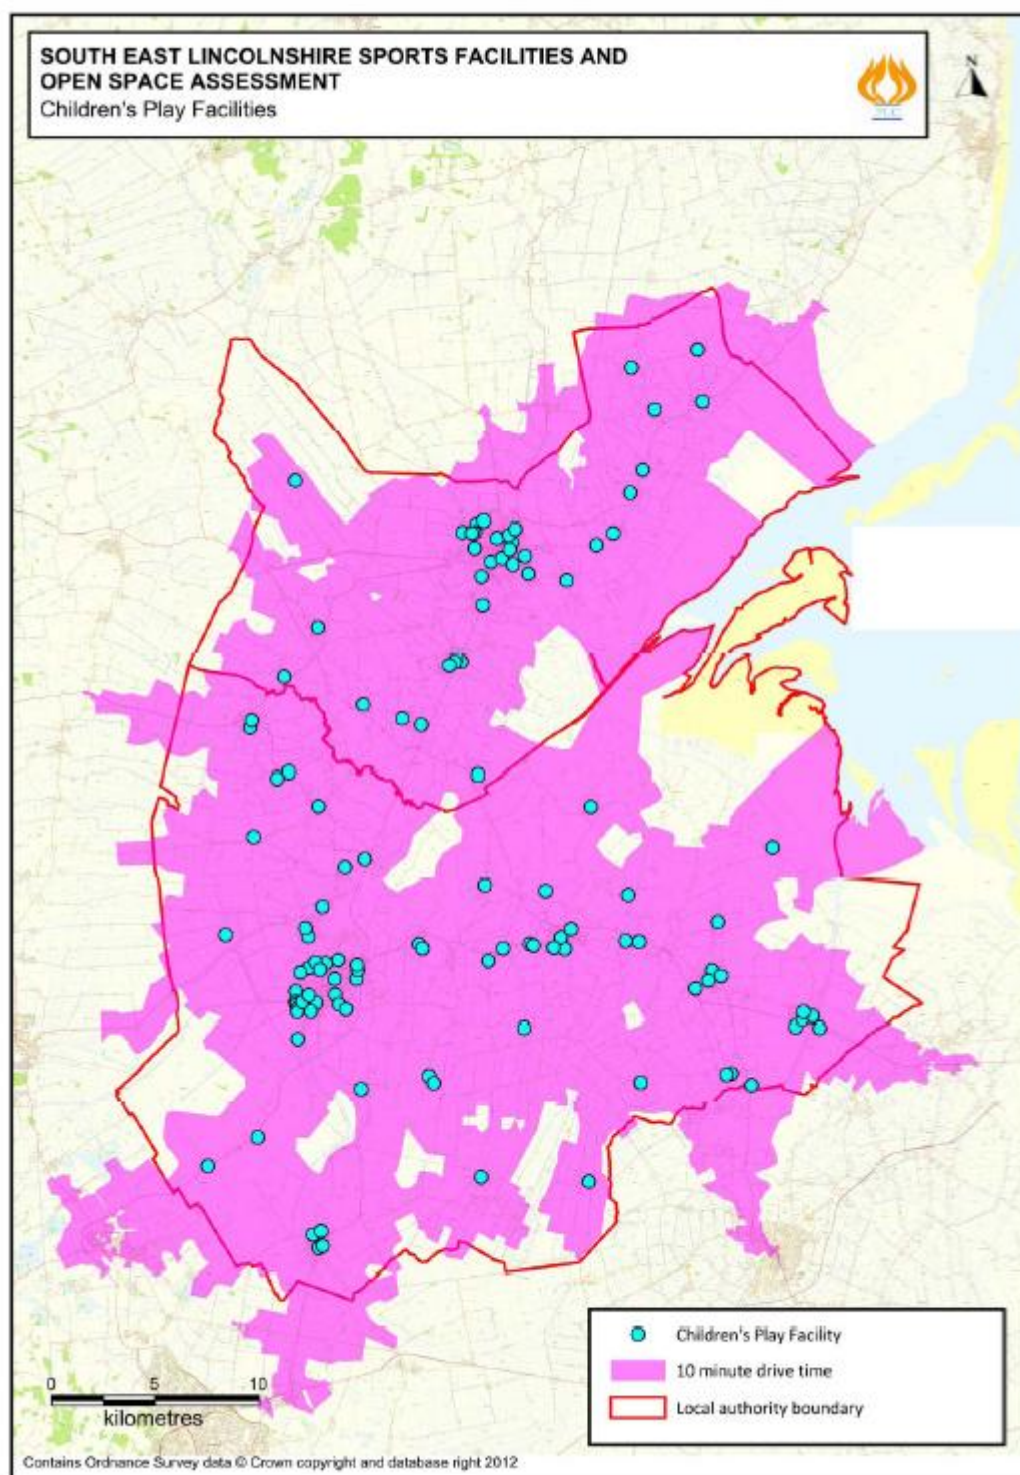 SOUTH EAST LINCOLNSHIRE SPORTS FACILITIES AND
OPEN SPACE ASSESSMENT
Children's Play Facilities
N
Children's Play Facility
10 minute drive time
Local authority boundary
0 5 10
kilometres
Contains Ordnance Survey data © Crown copyright and database right 2012